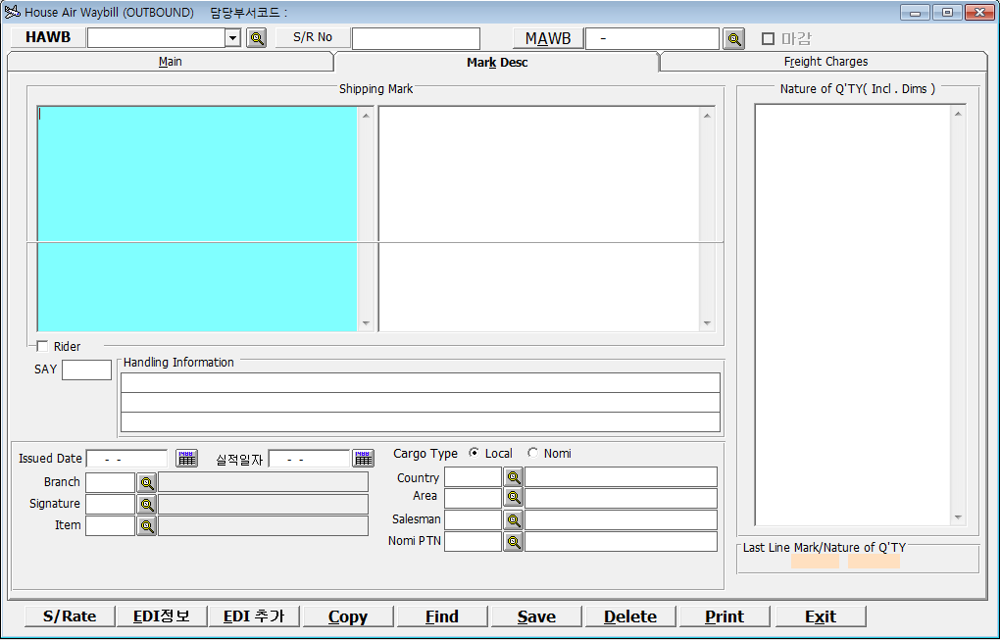 House Air Waybill (OUTBOUND) 담당부서코드 :
HAWB S/R No MAWB - 마감
Main Mark Desc Freight Charges
Shipping Mark Nature of Q'TY( Incl . Dims )
Rider
SAY Handling Information
Issued Date - - 실적일자 - - Cargo Type Local Nomi
Branch Country
Signature Area
Item Salesman
Nomi PTN
Last Line Mark/Nature of Q'TY
S/Rate EDI정보 EDI 추가 Copy Find Save Delete Print Exit